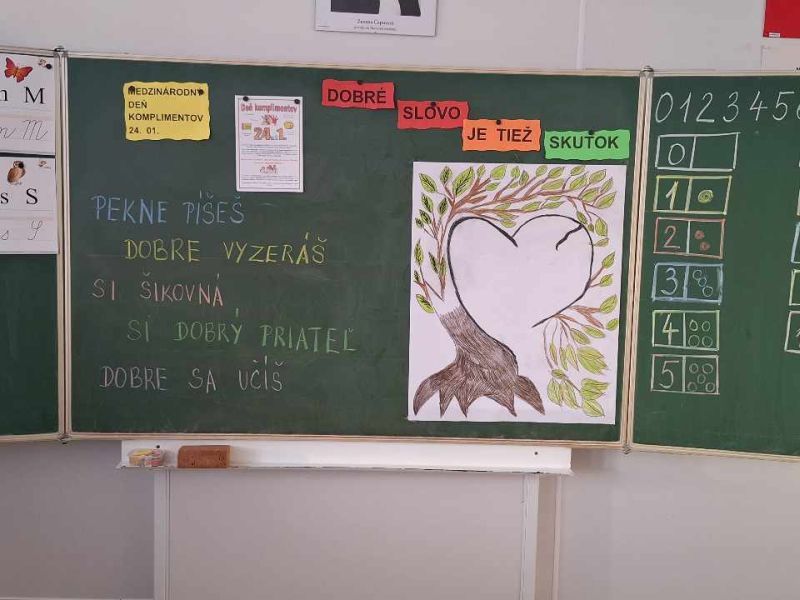 MEDZINÁRODNÝ
DEŇ
KOMPLIMENTOV
24. 01.
Deň komplimentov
24.1.
DOBRÉ
SLOVO
JE TIEŽ
SKUTOK
PEKNE PÍŠEŠ
DOBRE VYZERÁŠ
SI ŠIKOVNÁ
SI DOBRÝ PRIATEĽ
DOBRE SA UČÍŠ
M
S
012345
0
1
2
3
4
5